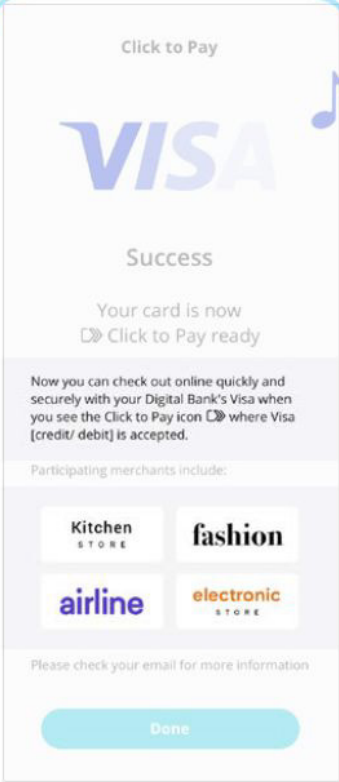 Click to Pay
VISA
Success
Your card is now
Click to Pay ready
Now you can check out online quickly and
securely with your Digital Bank's Visa when
you see the Click to Pay icon where Visa
[credit/ debit] is accepted.
Participating merchants include:
Kitchen
STORE
fashion
airline
electronic
STORE
Please check your email for more information
Done